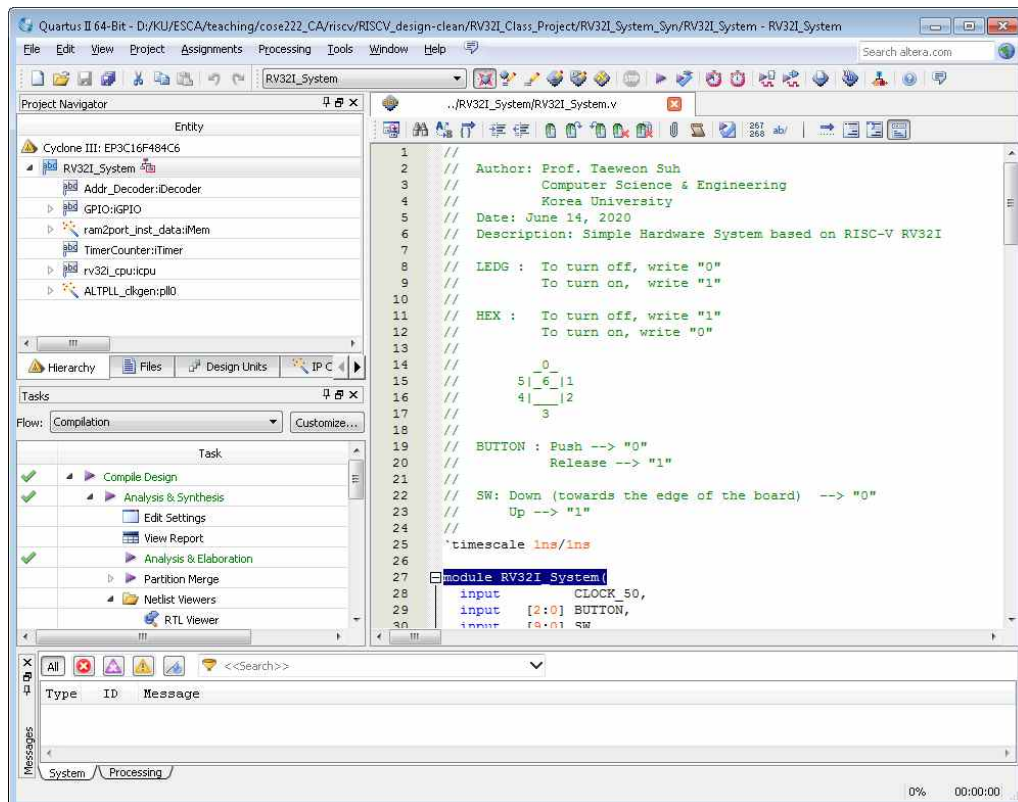 Quartus II 64-Bit - D:/KU/ESCA/teaching/cose222_CA/riscv/RISCV_design-clean/RV32I_Class_Project/RV32I_System_Syn/RV32I_System - RV32I_System
File Edit View Project Assignments Processing Tools Window Help
Search altera.com
RV32I_System
Project Navigator
Entity
Cyclone III: EP3C16F484C6
RV32I_System
Addr_Decoder:iDecoder
GPIO:iGPIO
ram2port_inst_data:iMem
TimerCounter:iTimer
rv32i_cpu:icpu
ALTPLL_clkgen:pll0
Hierarchy Files Design Units IP C
Tasks
Flow: Compilation Customize...
Task
Compile Design
Analysis & Synthesis
Edit Settings
View Report
Analysis & Elaboration
Partition Merge
Netlist Viewers
RTL Viewer
../RV32I_System/RV32I_System.v
267
268
ab/
1 //
2 // Author: Prof. Taeweon Suh
3 // Computer Science & Engineering
4 // Korea University
5 // Date: June 14, 2020
6 // Description: Simple Hardware System based on RISC-V RV32I
7 //
8 // LEDG : To turn off, write "0"
9 // To turn on, write "1"
10 //
11 // HEX : To turn off, write "1"
12 // To turn on, write "0"
13 //
14 // _0_
15 // 5|_6_|1
16 // 4|___|2
17 // 3
18 //
19 // BUTTON : Push --> "0"
20 // Release --> "1"
21 //
22 // SW: Down (towards the edge of the board) --> "0"
23 // Up --> "1"
24 //
25 `timescale 1ns/1ns
26
27 module RV32I_System(
28 input CLOCK_50,
29 input [2:0] BUTTON,
30 input [9:0] SW
All <<Search>>
Type ID Message
Messages
System Processing
0% 00:00:00